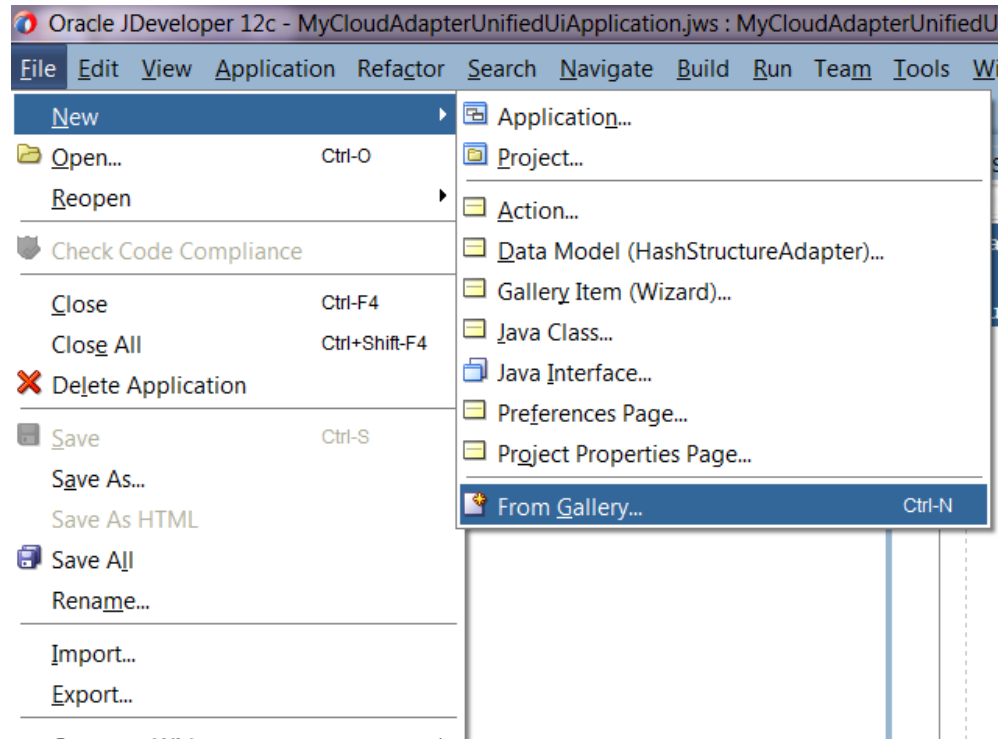 Oracle JDeveloper 12c - MyCloudAdapterUnifiedUiApplication.jws : MyCloudAdapterUnifiedU
File Edit View Application Refactor Search Navigate Build Run Team Tools Wi
New
Open... Ctrl-O
Reopen
Check Code Compliance
Close Ctrl-F4
Close All Ctrl+Shift-F4
Delete Application
Save Ctrl-S
Save As...
Save As HTML
Save All
Rename...
Import...
Export...
Application...
Project...
Action...
Data Model (HashStructureAdapter)...
Gallery Item (Wizard)...
Java Class...
Java Interface...
Preferences Page...
Project Properties Page...
From Gallery... Ctrl-N